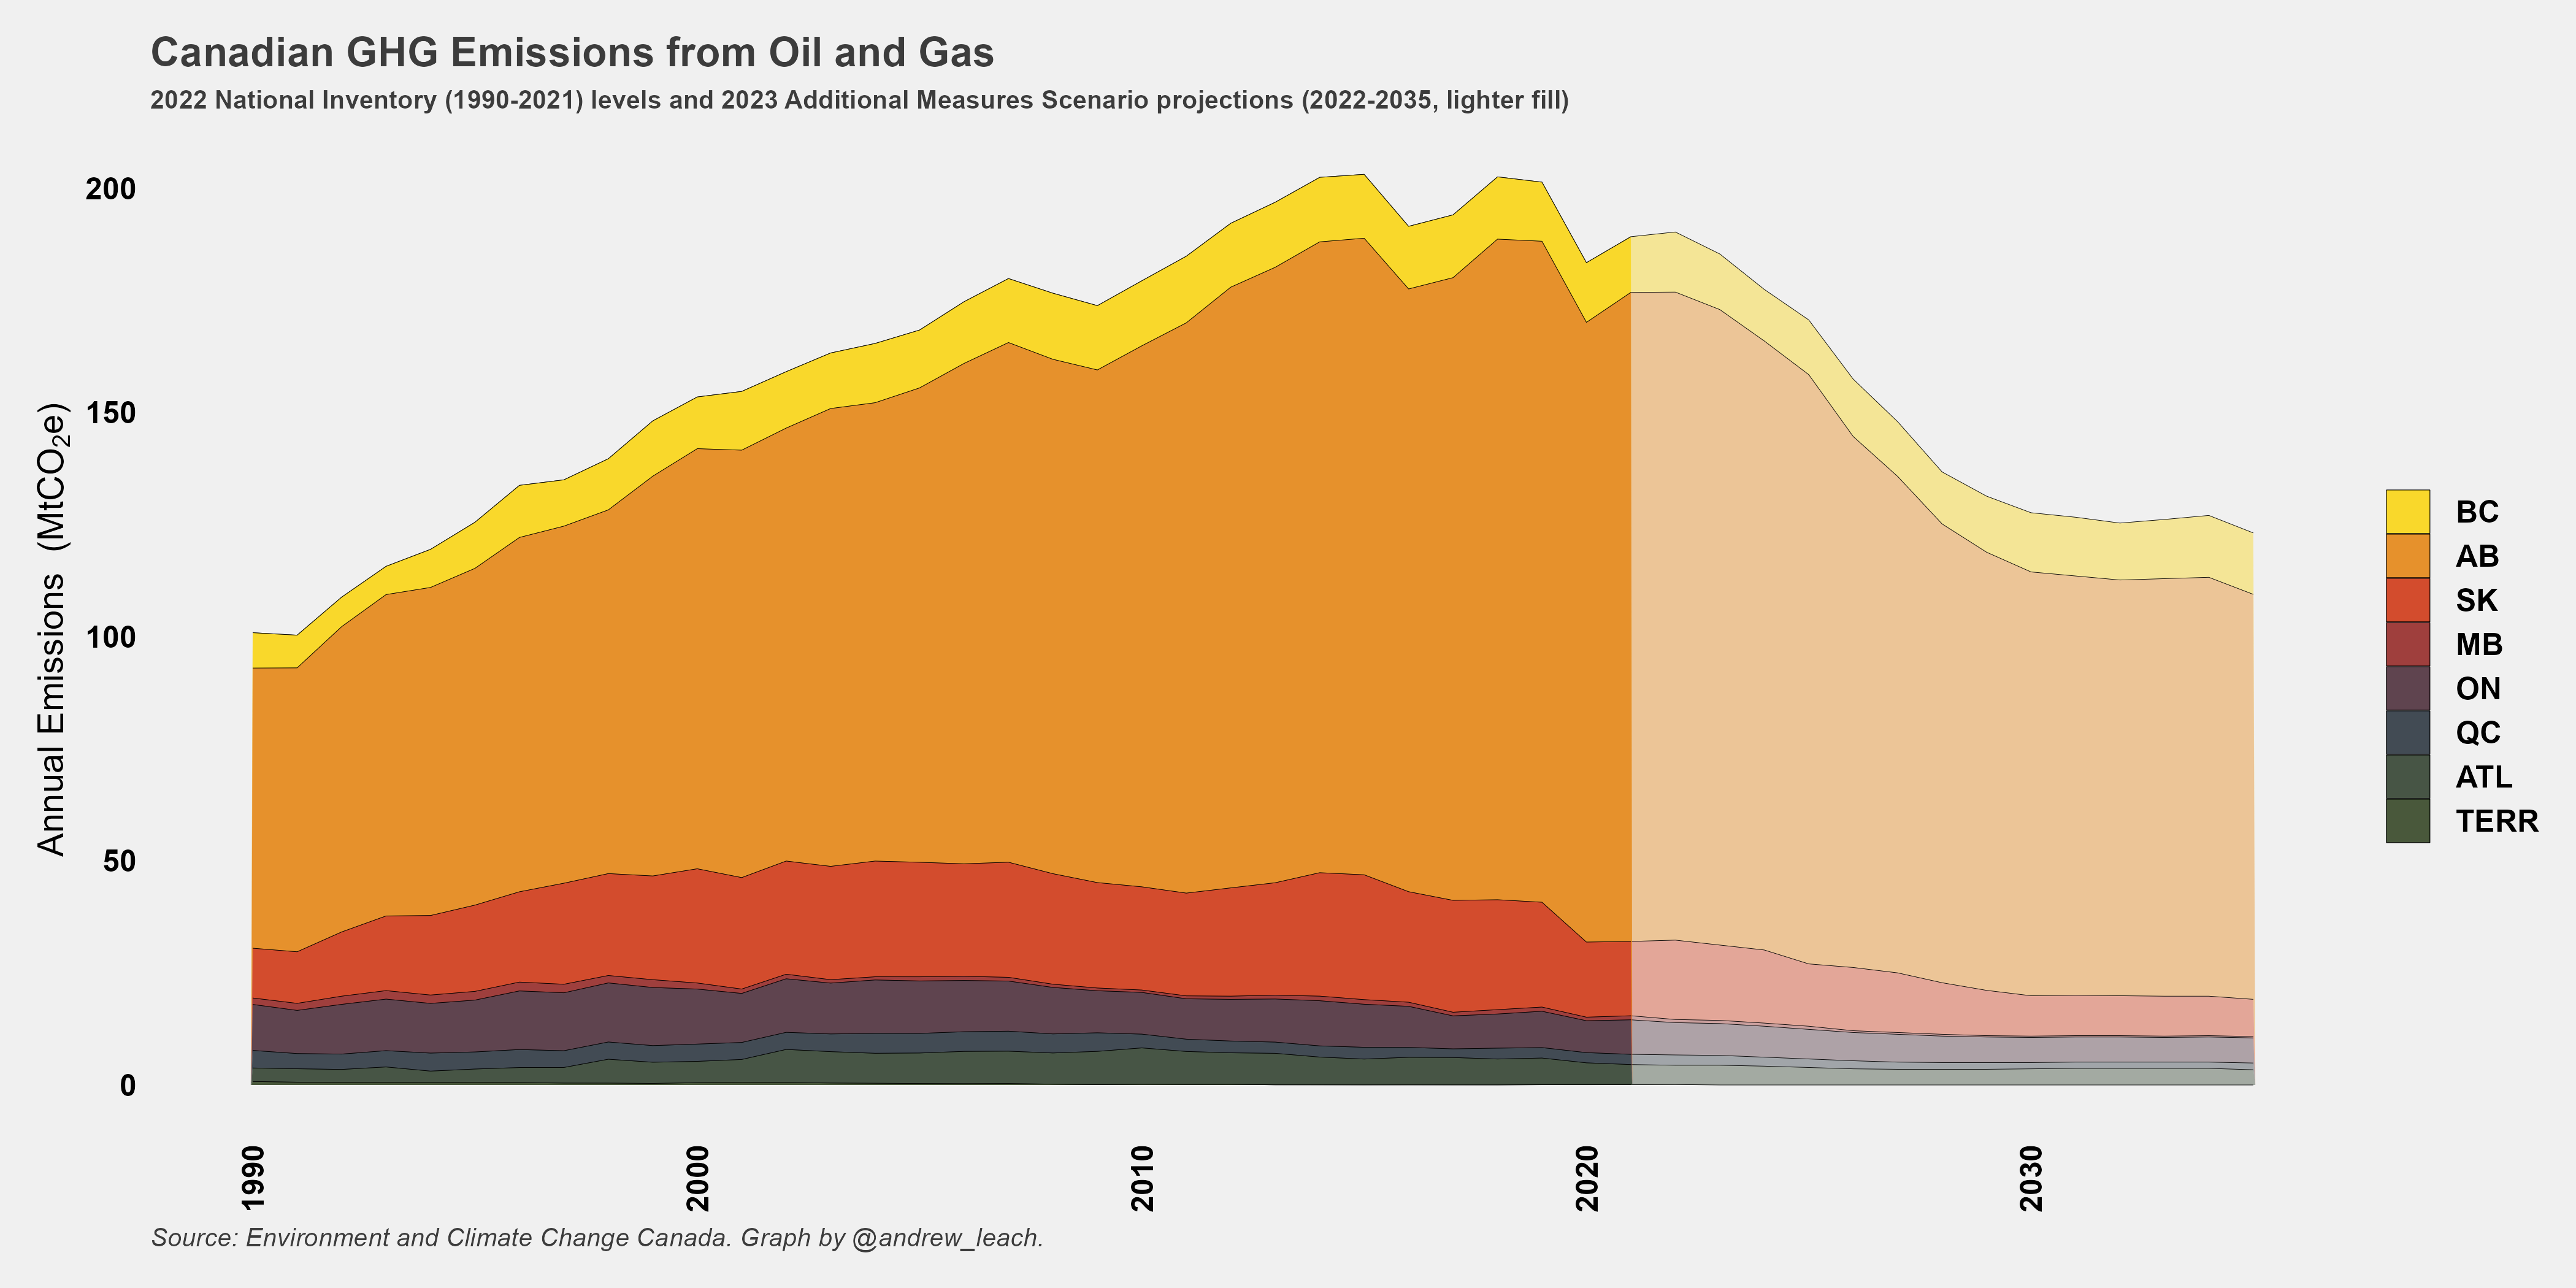 Canadian GHG Emissions from Oil and Gas
2022 National Inventory (1990-2021) levels and 2023 Additional Measures Scenario projections (2022-2035, lighter fill)
Annual Emissions (MtCO₂e)
200
150
100
50
0
1990
2000
2010
2020
2030
BC
AB
SK
MB
ON
QC
ATL
TERR
Source: Environment and Climate Change Canada. Graph by @andrew_leach.